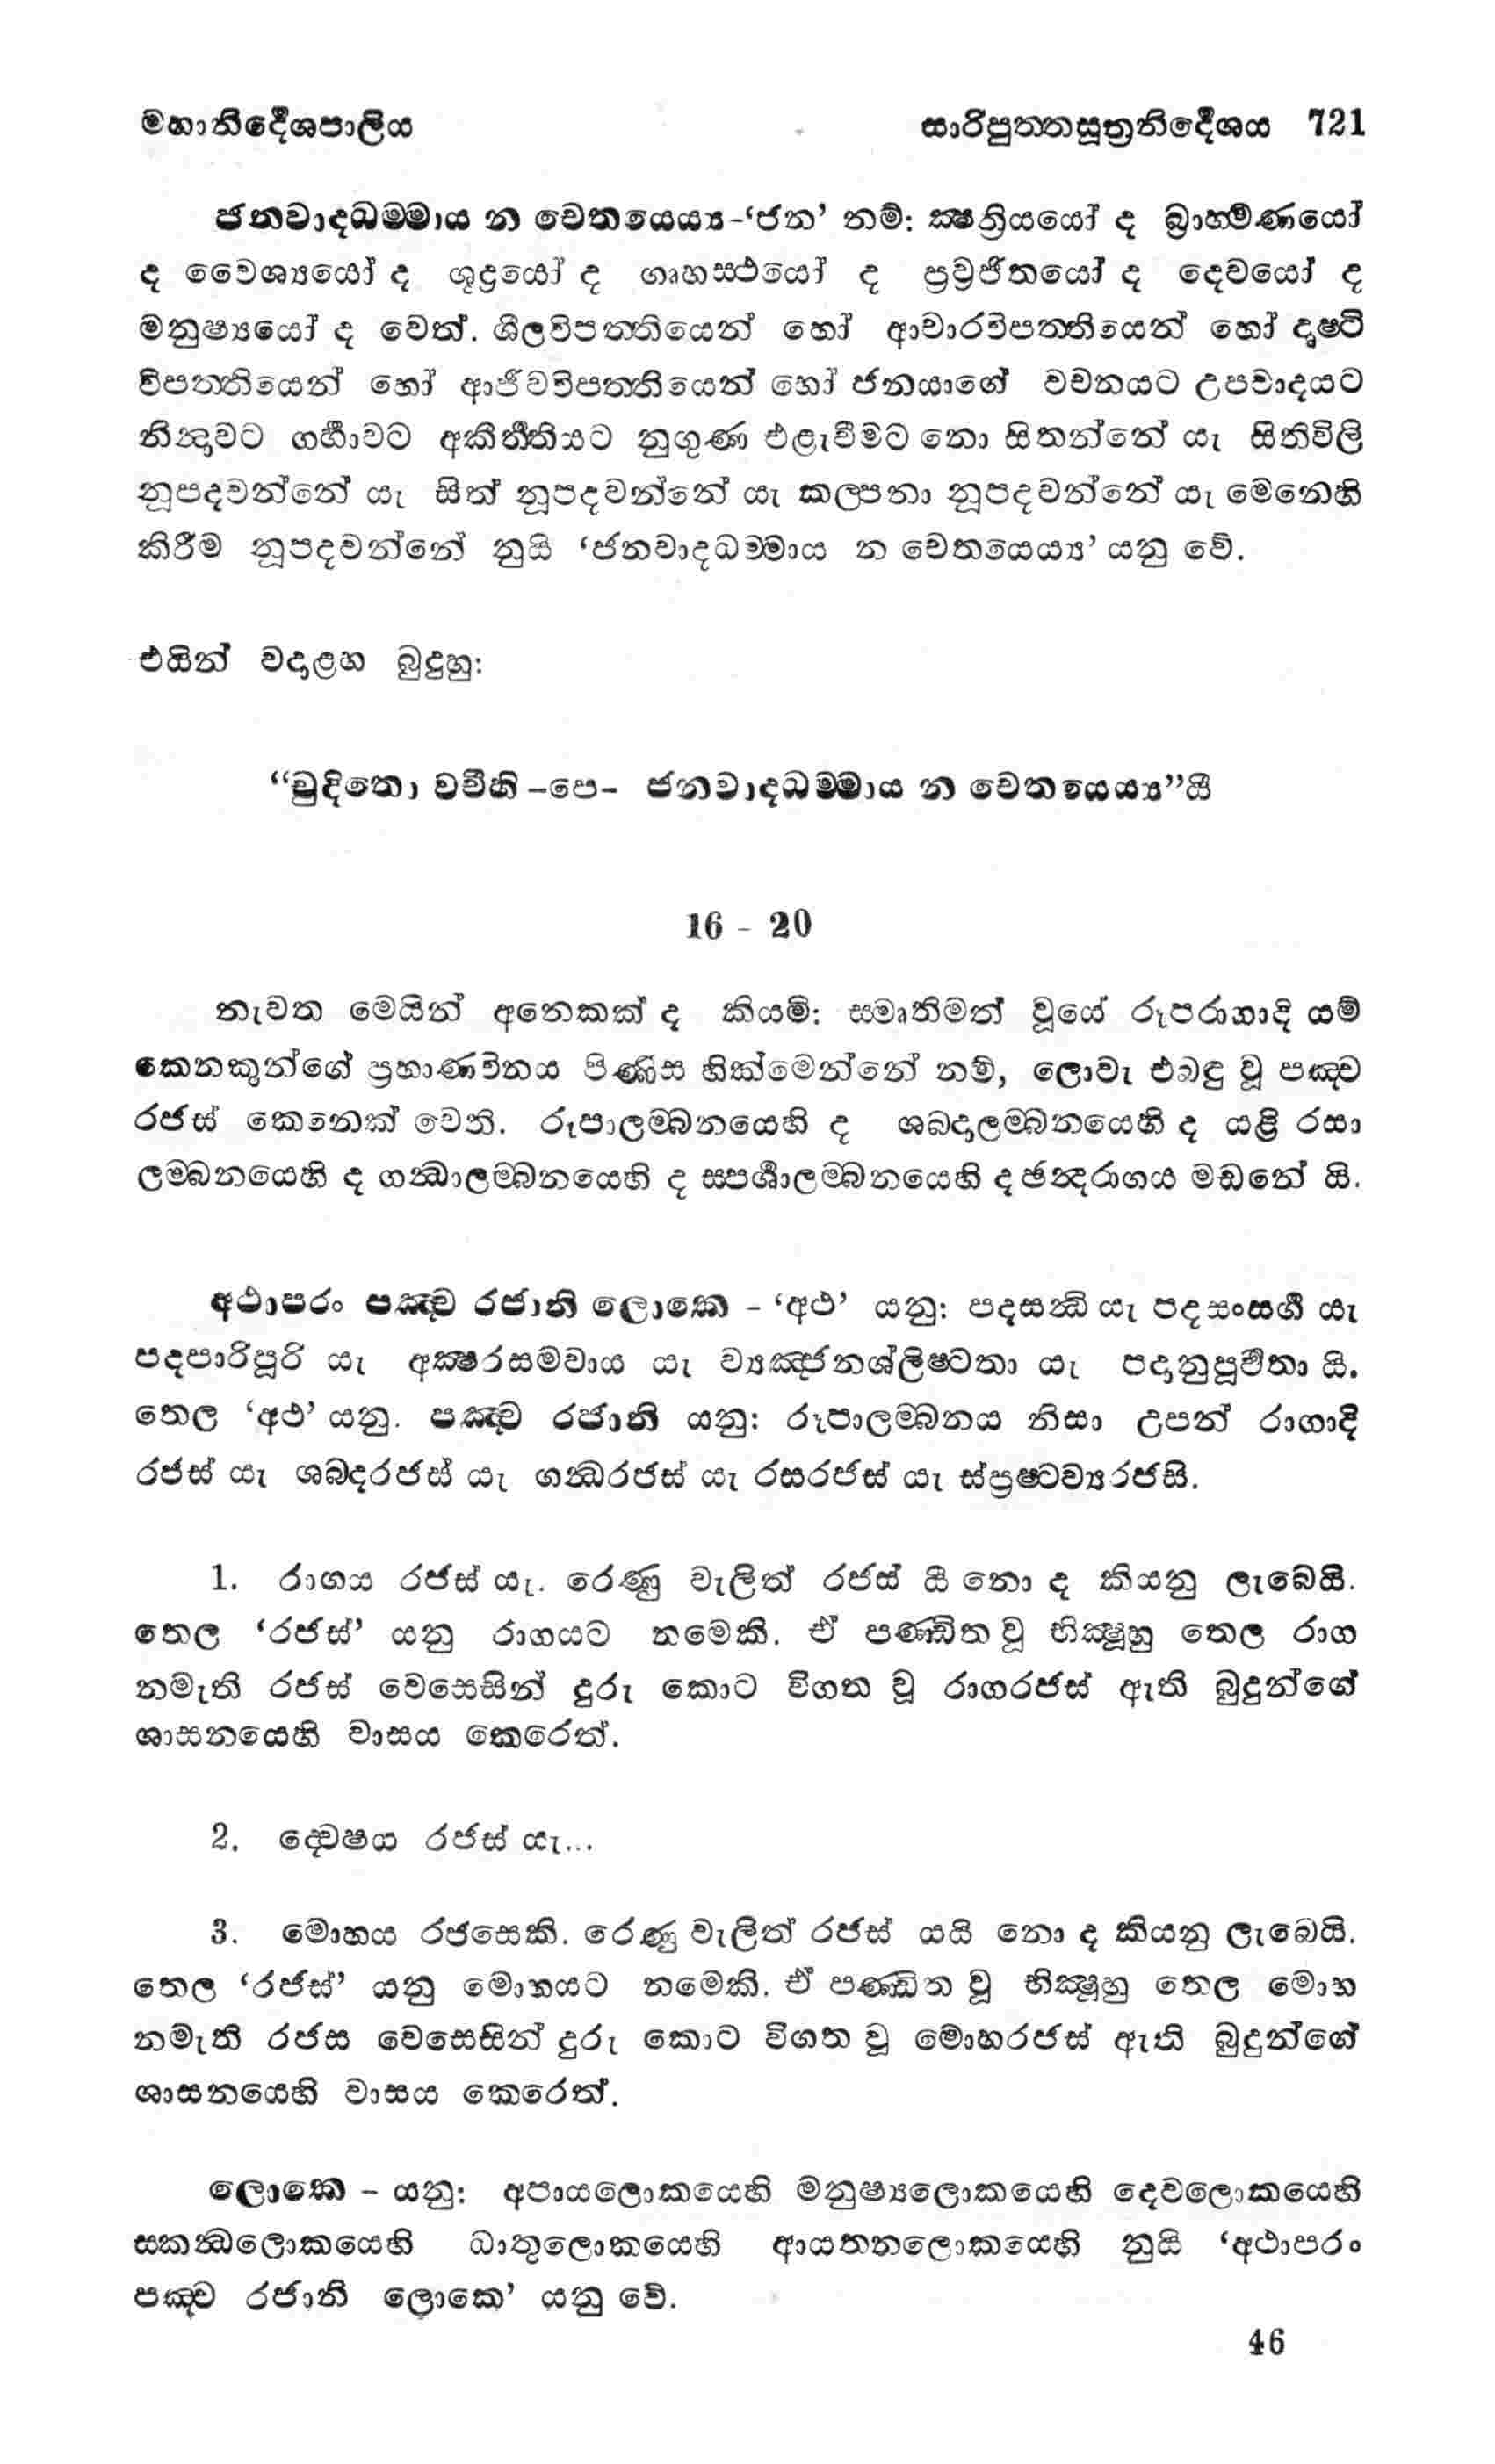 මහානිර්දේශපාලිය සාරිපුත්තසූත්‍රනිර්දේශය 721
ජනවාදධම්මාය න චෙතයෙය්‍ය-‘ජන’ නම්: ක්‍ෂත්‍රියයෝ ද බ්‍රාහ්මණයෝ
ද වෛශ්‍යයෝ ද ශූද්‍රයෝ ද ගෘහස්ථයෝ ද ප්‍රව්‍රජිතයෝ ද දෙවියෝ ද
මනුෂ්‍යයෝ ද වෙත්. ශීලවිපත්තියෙන් හෝ ආචාරවිපත්තියෙන් හෝ දෘෂ්ටි
විපත්තියෙන් හෝ ආජීවවිපත්තියෙන් හෝ ජනයාගේ වචනයට උපවාදයට
නින්දාවට ගර්හාවට අකීර්තියට නුගුණ එළැවීමට නො සිතන්නේ යැ සිතිවිලි
නූපදවන්නේ යැ සිත් නූපදවන්නේ යැ කල්පනා නූපදවන්නේ යැ මෙනෙහි
කිරීම නූපදවන්නේ නුයි ‘ජනවාදධම්මාය න චෙතයෙය්‍ය’ යනු වේ.
එයින් වදාළහ බුදුහු:
“චුදිතො වචීහි -පෙ- ජනවාදධම්මාය න චෙතයෙය්‍ය”යි
16 - 20
නැවත මෙයින් අනෙකක් ද කියමි: ස්මෘතිමත් වූයේ රූපරාගාදි යම්
කෙනකුන්ගේ ප්‍රහාණවිනය පිණිස හික්මෙන්නේ නම්, ලොවැ එබඳු වූ පඤ්ච
රජස් කෙනෙක් වෙති. රූපාලම්බනයෙහි ද ශබ්දාලම්බනයෙහි ද යළි රසා
ලම්බනයෙහි ද ගන්ධාලම්බනයෙහි ද ස්පර්ශාලම්බනයෙහි ද ඡන්දරාගය මඩනේ යි.
අථාපරං පඤ්ච රජානි ලොකෙ - ‘අථ’ යනු: පදසන්ධි යැ පදසංසර්ග යැ
පදපාරිපූරි යැ අක්‍ෂරසමවාය යැ ව්‍යඤ්ජනශ්ලිෂ්ටතා යැ පදානුපූර්විතා යි.
තෙල ‘අථ’ යනු. පඤ්ච රජානි යනු: රූපාලම්බනය නිසා උපන් රාගාදි
රජස් යැ ශබ්දරජස් යැ ගන්ධරජස් යැ රසරජස් යැ ස්ප්‍රෂ්ටව්‍යරජසි.
1. රාගය රජස් යැ. රෙණු වැලින් රජස් යී නො ද කියනු ලැබෙයි.
තෙල ‘රජස්’ යනු රාගයට නමෙකි. ඒ පණ්ඩිත වූ භික්‍ෂූහු තෙල රාග
නමැති රජස් වෙසෙසින් දුරු කොට විගත වූ රාගරජස් ඇති බුදුන්ගේ
ශාසනයෙහි වාසය කෙරෙත්.
2. ද්වේෂය රජස් යැ...
3. මොහය රජසෙකි. රෙණු වැලින් රජස් යයි නො ද කියනු ලැබෙයි.
තෙල ‘රජස්’ යනු මොහයට නමෙකි. ඒ පණ්ඩිත වූ භික්‍ෂූහු තෙල මොහ
නමැති රජස වෙසෙසින් දුරු කොට විගත වූ මොහරජස් ඇති බුදුන්ගේ
ශාසනයෙහි වාසය කෙරෙත්.
ලොකෙ - යනු: අපායලොකයෙහි මනුෂ්‍යලොකයෙහි දෙවලොකයෙහි
ස්කන්ධලොකයෙහි ධාතුලොකයෙහි ආයතනලොකයෙහි නුයි ‘අථාපරං
පඤ්ච රජානි ලොකෙ’ යනු වේ.
46